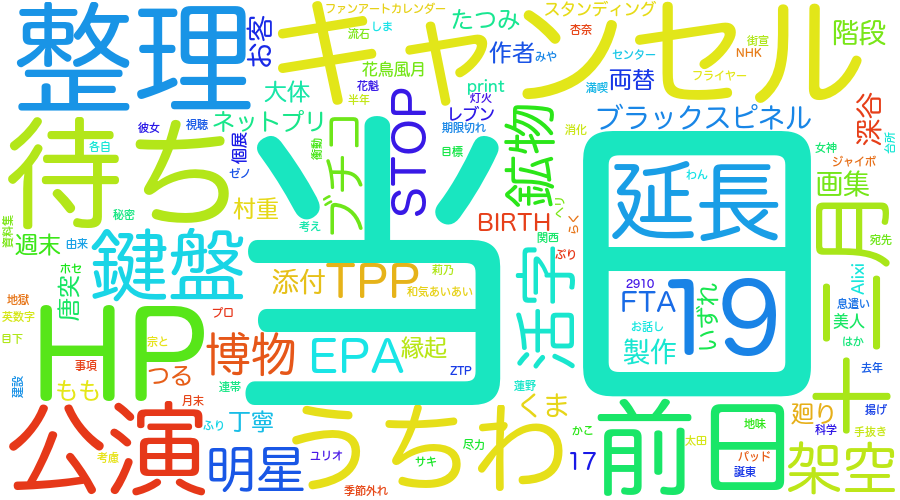 整理
お客
キャンセル
ファンアートカレンダー
流石
しま
たつみ
スタンディング
杏奈
階段
花鳥風月
作者
みや
センター
街宣
NHK
待ち
大体
花魁
半年
print
灯火
満喫
両替
フライヤー
各自
彼女
視聴
ネットプリ
レブン
期限切れ
ブラックスピネル
深谷
個展
ゼノ
衝動
プチコ
STOP
目標
鉱物
消化
台所
女神
ジャイボ
わん
画集
秘密
村重
考え
BIRTH
らく
当日
延長
月二十
宛先
資料集
週末
由来
鍵盤
関西
ぷり
活字
唐突
ホセ
添付
TPP
莉乃
和気あいあい
2910
FTA
19
いずれ
Alixi
息遣い
美人
地獄
英数字
目下
HP
プロ
宗と
博物
EPA
縁起
お話し
製作
はか
事項
つる
ZTP
理設
もも
連帯
蓮野
去年
月末
ふり
丁寧
うちわ
くま
前日
地味
廻り
揚げ
科学
手抜き
公演
考慮
明星
ユリオ
サキ
尽力
かこ
17
太田
パッド
誕東
架空
季節外れ